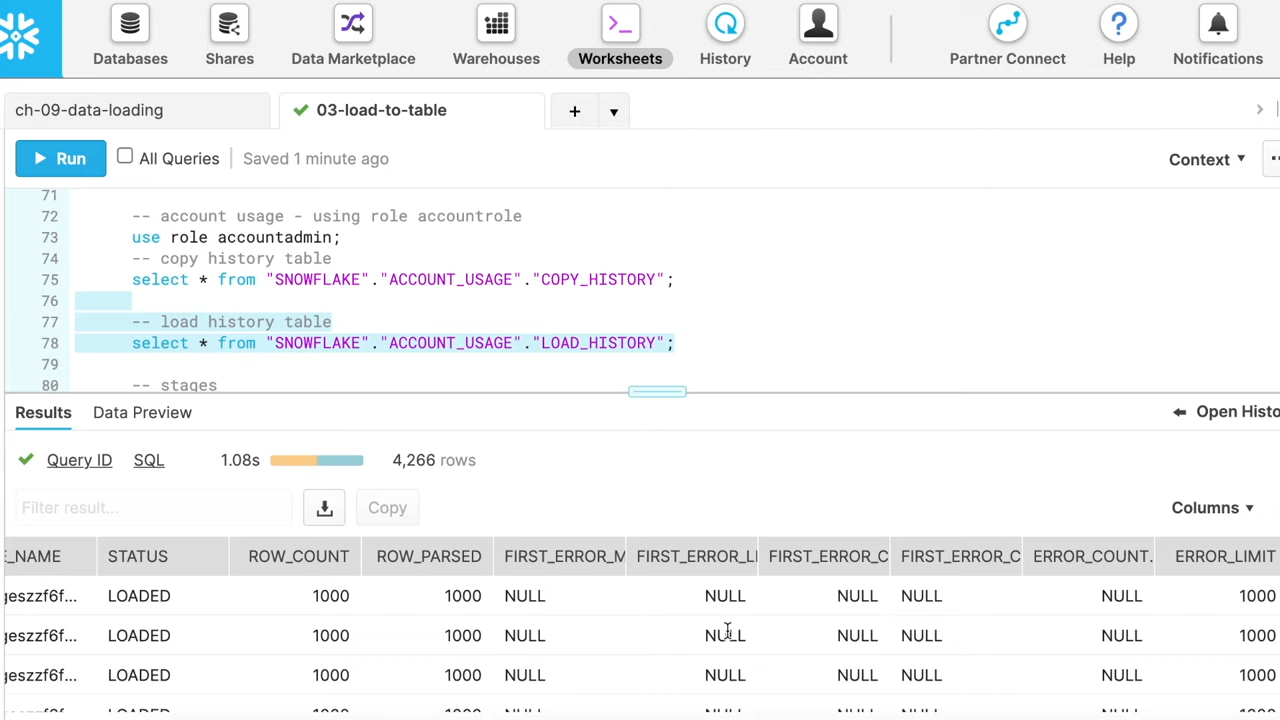 Databases Shares Data Marketplace Warehouses Worksheets History Account Partner Connect Help Notifications
ch-09-data-loading 03-load-to-table
Run All Queries Saved 1 minute ago Context
71
72 -- account usage - using role accountrole
73 use role accountadmin;
74 -- copy history table
75 select * from "SNOWFLAKE"."ACCOUNT_USAGE"."COPY_HISTORY";
76
77 -- load history table
78 select * from "SNOWFLAKE"."ACCOUNT_USAGE"."LOAD_HISTORY";
79
80 -- stages
Results Data Preview Open Histo
Query ID SQL 1.08s 4,266 rows
Filter result... Copy Columns
E_NAME STATUS ROW_COUNT ROW_PARSED FIRST_ERROR_M FIRST_ERROR_LI FIRST_ERROR_C FIRST_ERROR_C ERROR_COUNT. ERROR_LIMIT
geszzf6f... LOADED 1000 1000 NULL NULL NULL NULL NULL 1000
geszzf6f... LOADED 1000 1000 NULL NULL NULL NULL NULL 1000
geszzf6f... LOADED 1000 1000 NULL NULL NULL NULL NULL 1000